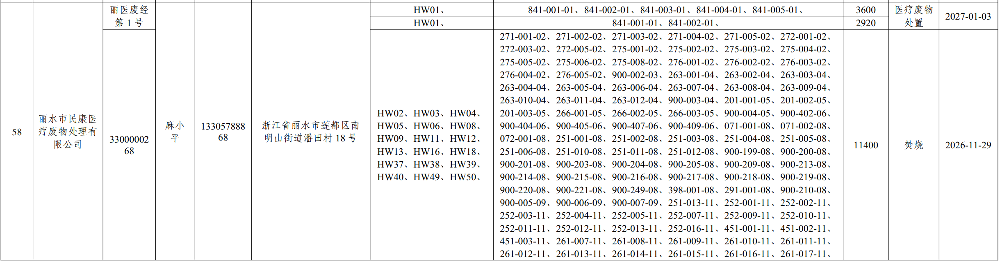 58
丽水市民康医
疗废物处理有
限公司
丽医废经
第 1 号
33000002
68
麻小
平
133057888
68
浙江省丽水市莲都区南
明山街道潘田村 18 号
HW01、
841-001-01、841-002-01、841-003-01、841-004-01、841-005-01、
3600
医疗废物
处置
2027-01-03
HW01、
841-001-01、841-002-01、
2920
HW02、HW03、HW04、
HW05、HW06、HW08、
HW09、HW11、HW12、
HW13、HW16、HW18、
HW37、HW38、HW39、
HW40、HW49、HW50、
271-001-02、271-002-02、271-003-02、271-004-02、271-005-02、272-001-02、
272-003-02、272-005-02、275-001-02、275-002-02、275-003-02、275-004-02、
275-005-02、275-006-02、275-008-02、276-001-02、276-002-02、276-003-02、
276-004-02、276-005-02、900-002-03、263-001-04、263-002-04、263-003-04、
263-004-04、263-005-04、263-006-04、263-007-04、263-008-04、263-009-04、
263-010-04、263-011-04、263-012-04、900-003-04、201-001-05、201-002-05、
201-003-05、266-001-05、266-002-05、266-003-05、900-004-05、900-402-06、
900-404-06、900-405-06、900-407-06、900-409-06、071-001-08、071-002-08、
072-001-08、251-001-08、251-002-08、251-003-08、251-004-08、251-005-08、
251-006-08、251-010-08、251-011-08、251-012-08、900-199-08、900-200-08、
900-201-08、900-203-08、900-204-08、900-205-08、900-209-08、900-213-08、
900-214-08、900-215-08、900-216-08、900-217-08、900-218-08、900-219-08、
900-220-08、900-221-08、900-249-08、398-001-08、291-001-08、900-210-08、
900-005-09、900-006-09、900-007-09、251-013-11、252-001-11、252-002-11、
252-003-11、252-004-11、252-005-11、252-007-11、252-009-11、252-010-11、
252-011-11、252-012-11、252-013-11、252-016-11、451-001-11、451-002-11、
451-003-11、261-007-11、261-008-11、261-009-11、261-010-11、261-011-11、
261-012-11、261-013-11、261-014-11、261-015-11、261-016-11、261-017-11、
11400
焚烧
2026-11-29